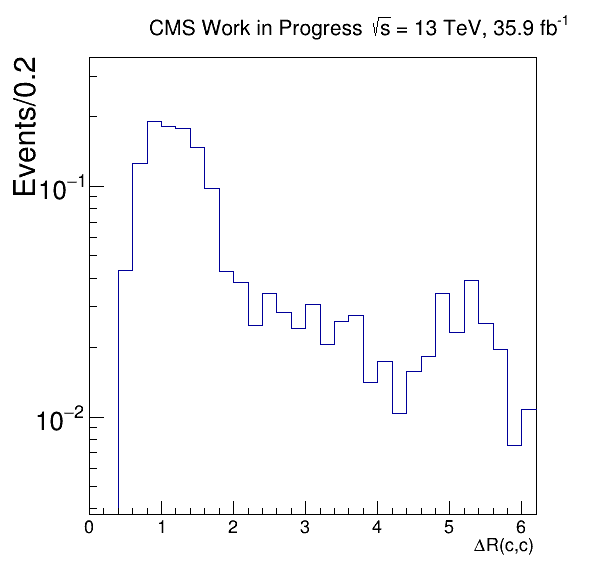 CMS Work in Progress √s = 13 TeV, 35.9 fb⁻¹
Events/0.2
10⁻¹
10⁻²
0 1 2 3 4 5 6
ΔR(c,c)